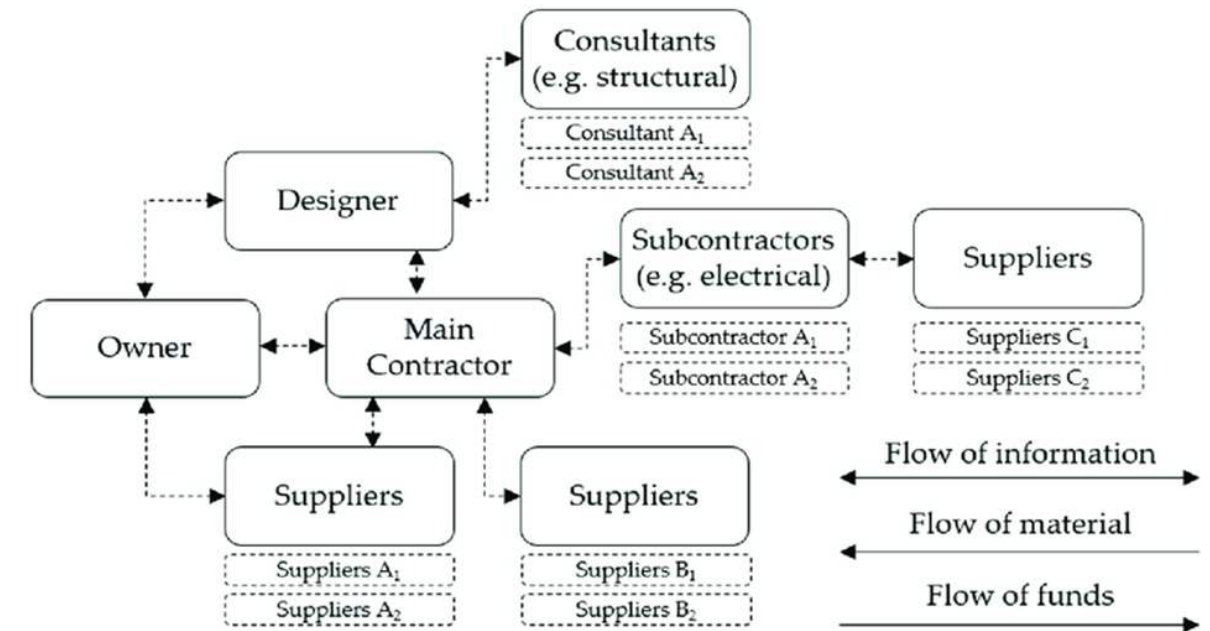 Consultants
(e.g. structural)
Consultant A₁
Consultant A₂
Designer
Subcontractors
(e.g. electrical)
Suppliers
Subcontractor A₁
Subcontractor A₂
Suppliers C₁
Suppliers C₂
Owner
Main
Contractor
Suppliers
Suppliers A₁
Suppliers A₂
Suppliers
Suppliers B₁
Suppliers B₂
Flow of information
Flow of material
Flow of funds